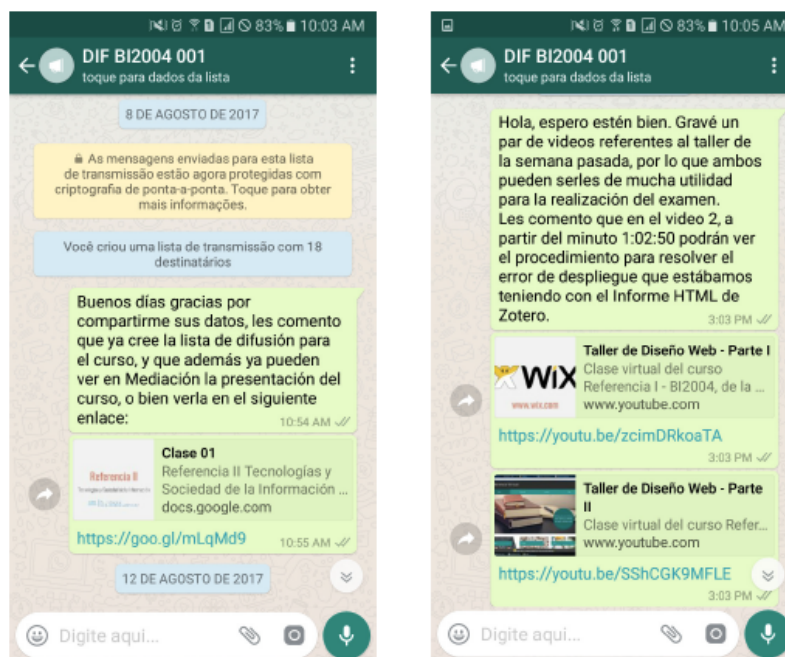 83% 10:03 AM
DIF BI2004 001
toque para dados da lista
8 DE AGOSTO DE 2017
As mensagens enviadas para esta lista
de transmissão estão agora protegidas com
criptografia de ponta-a-ponta. Toque para obter
mais informações.
Você criou uma lista de transmissão com 18
destinatários
Buenos días gracias por
compartirme sus datos, les comento
que ya cree la lista de difusión para
el curso, y que además ya pueden
ver en Mediación la presentación del
curso, o bien verla en el siguiente
enlace:
10:54 AM
Referencia II
Clase 01
Referencia II Tecnologías y
Sociedad de la Información ...
docs.google.com
https://goo.gl/mLqMd9
10:55 AM
12 DE AGOSTO DE 2017
Digite aqui...
83% 10:05 AM
DIF BI2004 001
toque para dados da lista
Hola, espero estén bien. Gravé un
par de videos referentes al taller de
la semana pasada, por lo que ambos
pueden serles de mucha utilidad
para la realización del examen.
Les comento que en el video 2, a
partir del minuto 1:02:50 podrán ver
el procedimiento para resolver el
error de despliegue que estábamos
teniendo con el Informe HTML de
Zotero.
3:03 PM
WiX
www.wix.com
Taller de Diseño Web - Parte I
Clase virtual del curso
Referencia I - BI2004, de la ...
www.youtube.com
https://youtu.be/zcimDRkoaTA
3:03 PM
Taller de Diseño Web - Parte
II
Clase virtual del curso Refer...
www.youtube.com
https://youtu.be/SShCGK9MFLE
3:03 PM
Digite aqui...